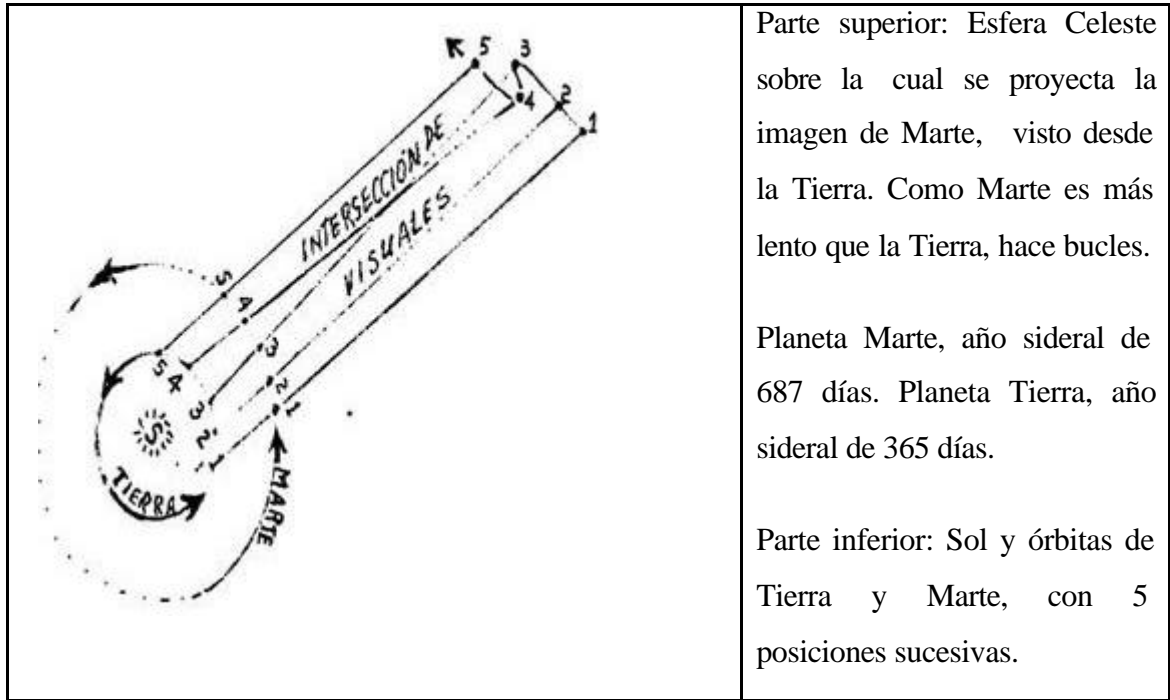 5 3
4 2
1
INTERSECCIÓN DE
VISUALES
5
4
3
2
1
5
4
3
2
1
S
TIERRA
MARTE
Parte superior: Esfera Celeste
sobre la cual se proyecta la
imagen de Marte, visto desde
la Tierra. Como Marte es más
lento que la Tierra, hace bucles.
Planeta Marte, año sideral de
687 días. Planeta Tierra, año
sideral de 365 días.
Parte inferior: Sol y órbitas de
Tierra y Marte, con 5
posiciones sucesivas.